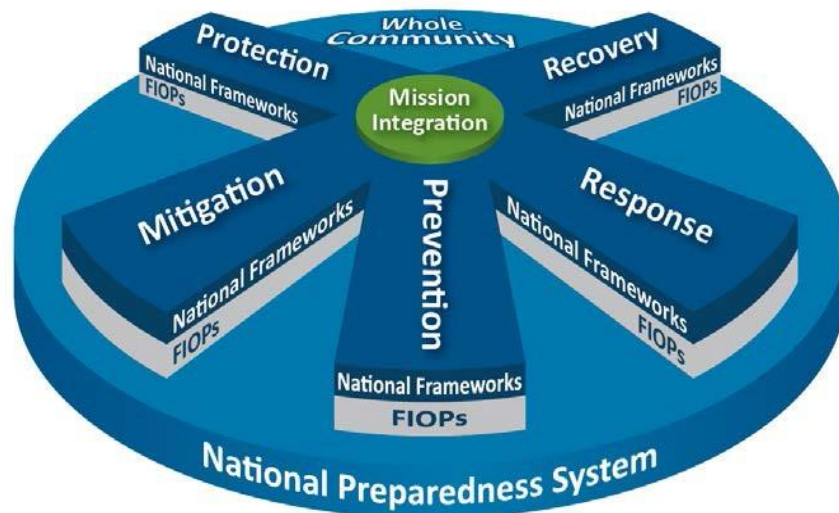 Whole
Community
Protection
National Frameworks
FIOPs
Recovery
National Frameworks
FIOPs
Mission
Integration
Mitigation
National Frameworks
FIOPs
Prevention
National Frameworks
FIOPs
Response
National Frameworks
FIOPs
National Preparedness System